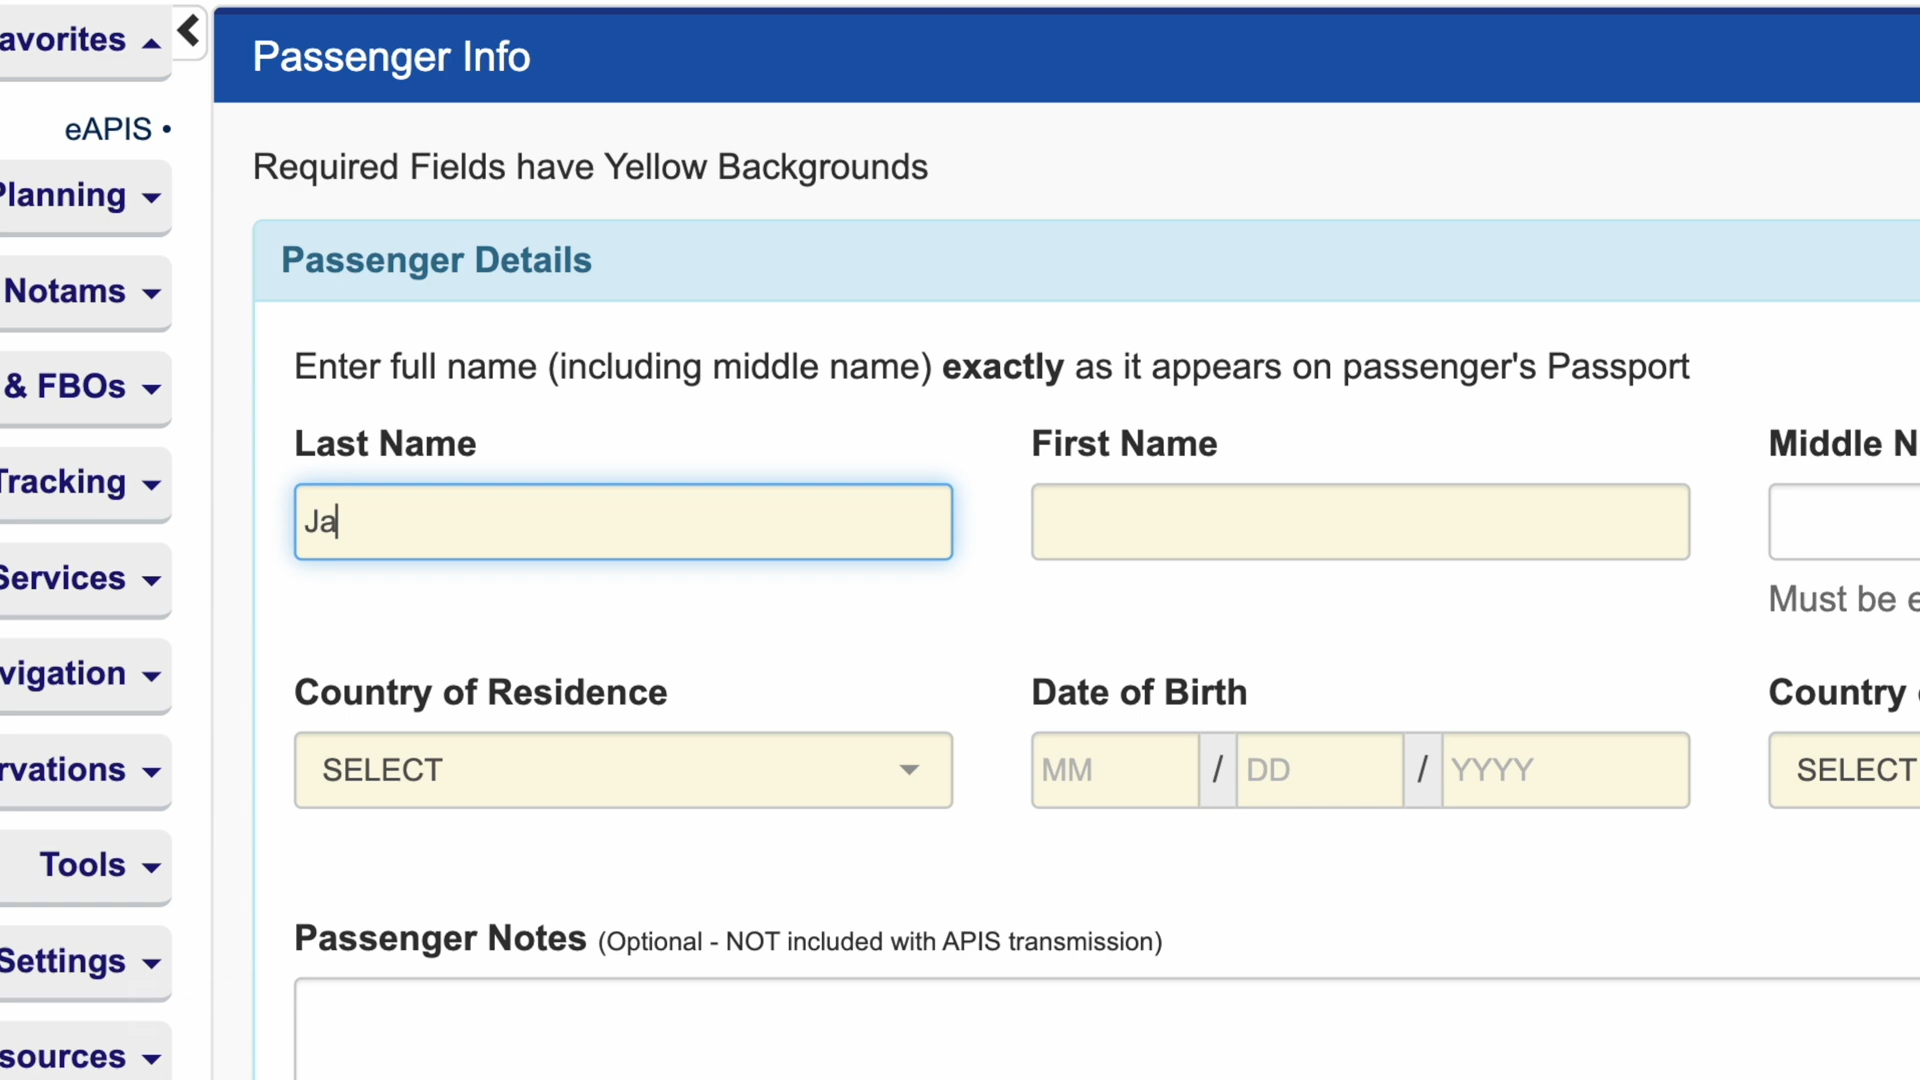 avorites
Passenger Info
eAPIS •
Required Fields have Yellow Backgrounds
Planning
Passenger Details
Notams
Enter full name (including middle name) exactly as it appears on passenger's Passport
& FBOs
Last Name First Name Middle N
Tracking
Ja
Services
Must be e
vigation
Country of Residence Date of Birth Country
rvations
SELECT MM / DD / YYYY SELECT
Tools
Passenger Notes (Optional - NOT included with APIS transmission)
Settings
sources